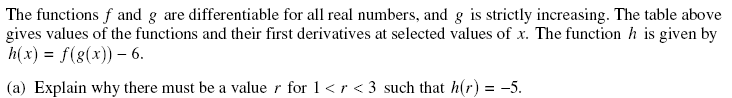 The functions f and g are differentiable for all real numbers, and g is strictly increasing. The table above
gives values of the functions and their first derivatives at selected values of x. The function h is given by
h(x) = f(g(x)) – 6.
(a) Explain why there must be a value r for 1 < r < 3 such that h(r) = –5.